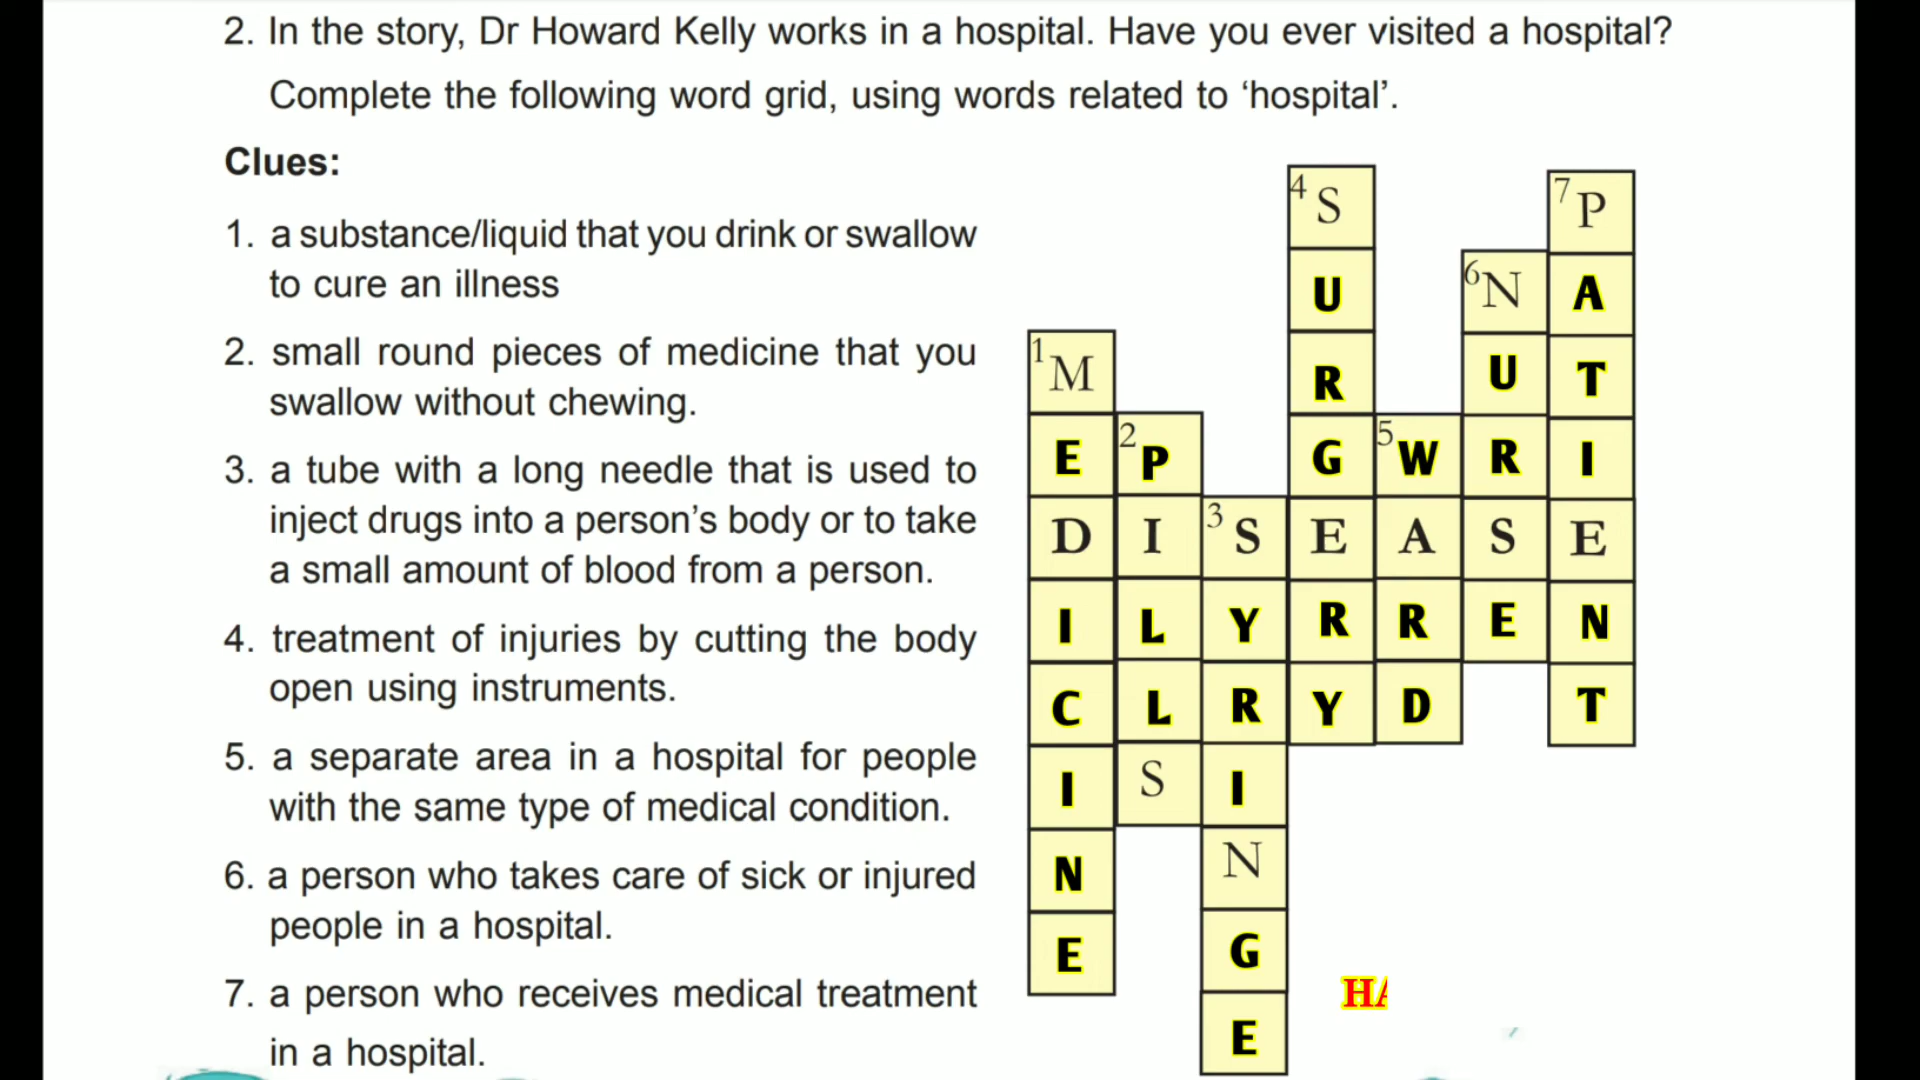 2. In the story, Dr Howard Kelly works in a hospital. Have you ever visited a hospital?
Complete the following word grid, using words related to ‘hospital’.
Clues:
1. a substance/liquid that you drink or swallow
to cure an illness
2. small round pieces of medicine that you
swallow without chewing.
3. a tube with a long needle that is used to
inject drugs into a person’s body or to take
a small amount of blood from a person.
4. treatment of injuries by cutting the body
open using instruments.
5. a separate area in a hospital for people
with the same type of medical condition.
6. a person who takes care of sick or injured
people in a hospital.
7. a person who receives medical treatment
in a hospital.
4 S 7 P
U 6 N A
1 M R U T
E 2 P G 5 W R I
D I 3 S E A S E
I L Y R R E N
C L R Y D T
I S I
N N
E G
E
HA